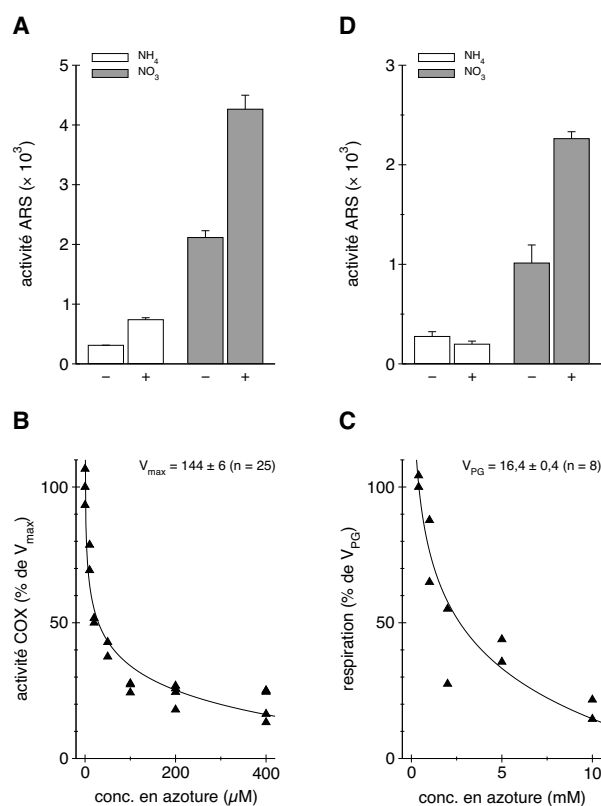 A
NH₄
NO₃
activité ARS (× 10³)
5
4
3
2
1
0
– + – +
D
NH₄
NO₃
activité ARS (× 10³)
3
2
1
0
– + – +
B
Vmax = 144 ± 6 (n = 25)
activité COX (% de Vmax)
100
50
0
0 200 400
conc. en azoture (µM)
C
VPG = 16,4 ± 0,4 (n = 8)
respiration (% de VPG)
100
50
0
0 5 10
conc. en azoture (mM)